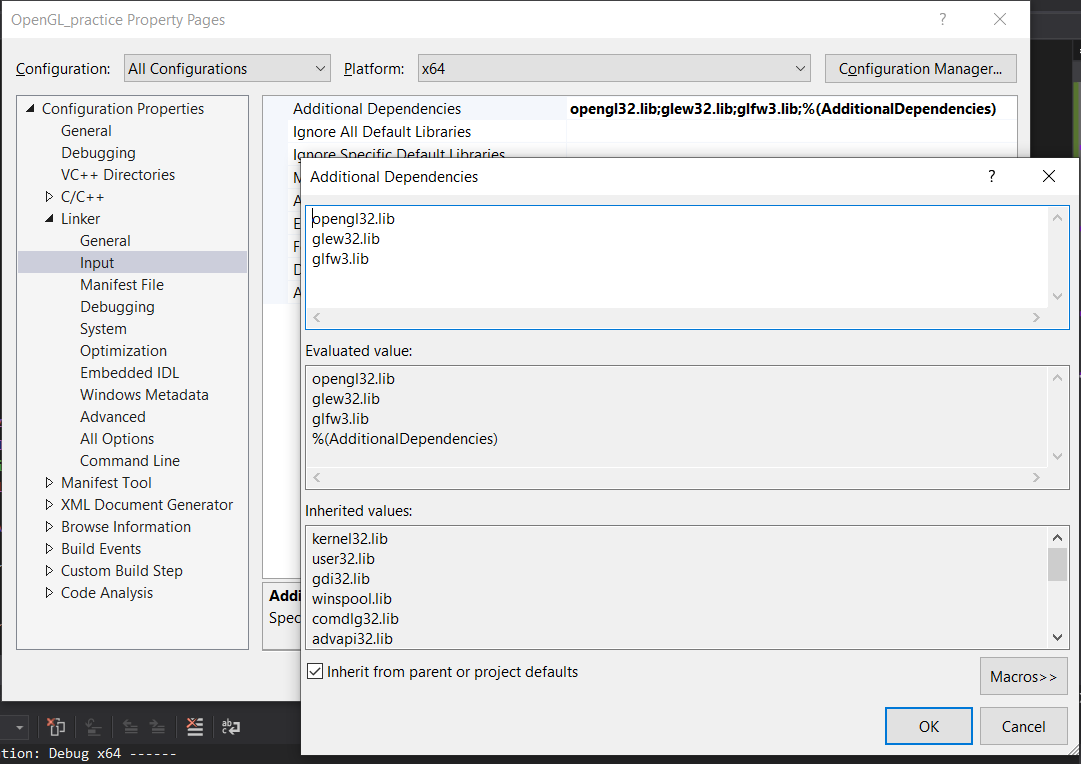 OpenGL_practice Property Pages
Configuration: All Configurations Platform: x64 Configuration Manager...
Configuration Properties
General
Debugging
VC++ Directories
C/C++
Linker
General
Input
Manifest File
Debugging
System
Optimization
Embedded IDL
Windows Metadata
Advanced
All Options
Command Line
Manifest Tool
XML Document Generator
Browse Information
Build Events
Custom Build Step
Code Analysis
Additional Dependencies opengl32.lib;glew32.lib;glfw3.lib;%(AdditionalDependencies)
Ignore All Default Libraries
Ignore Specific Default Libraries
Additional Dependencies
opengl32.lib
glew32.lib
glfw3.lib
Evaluated value:
opengl32.lib
glew32.lib
glfw3.lib
%(AdditionalDependencies)
Inherited values:
kernel32.lib
user32.lib
gdi32.lib
winspool.lib
comdlg32.lib
advapi32.lib
Inherit from parent or project defaults
Macros>>
OK Cancel
tion: Debug x64 ------